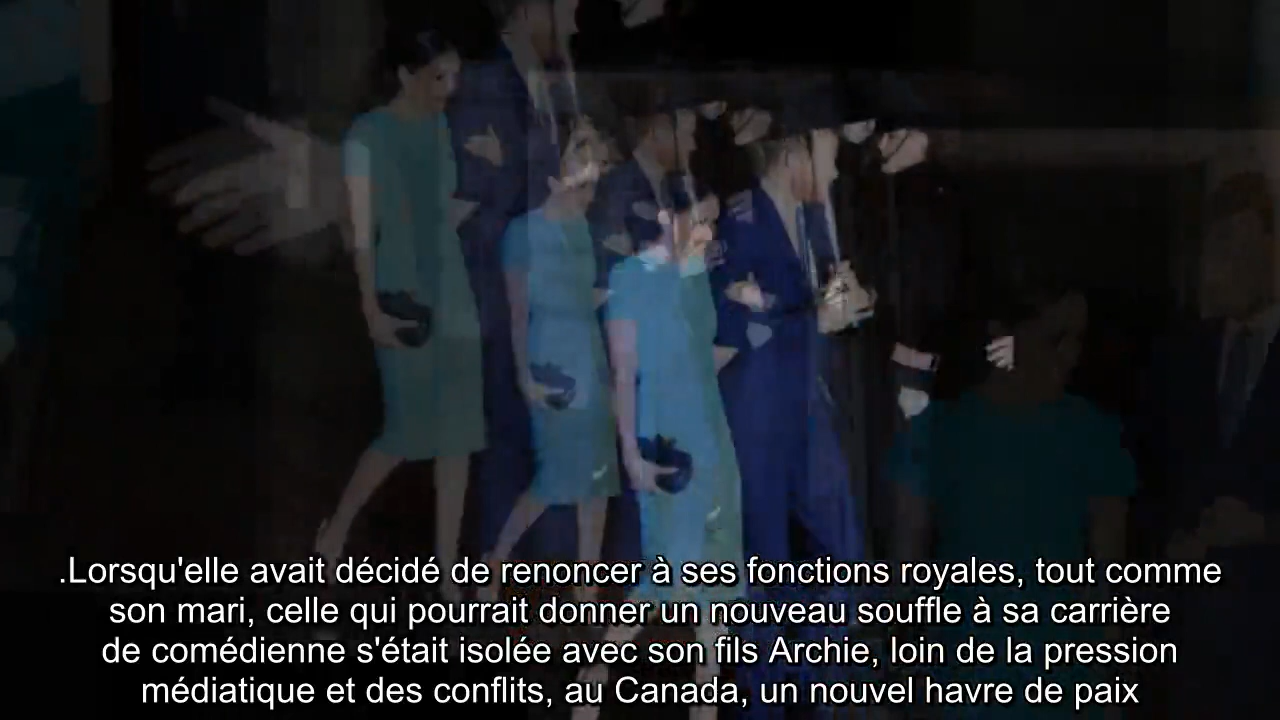 .Lorsqu'elle avait décidé de renoncer à ses fonctions royales, tout comme
son mari, celle qui pourrait donner un nouveau souffle à sa carrière
de comédienne s'était isolée avec son fils Archie, loin de la pression
médiatique et des conflits, au Canada, un nouvel havre de paix